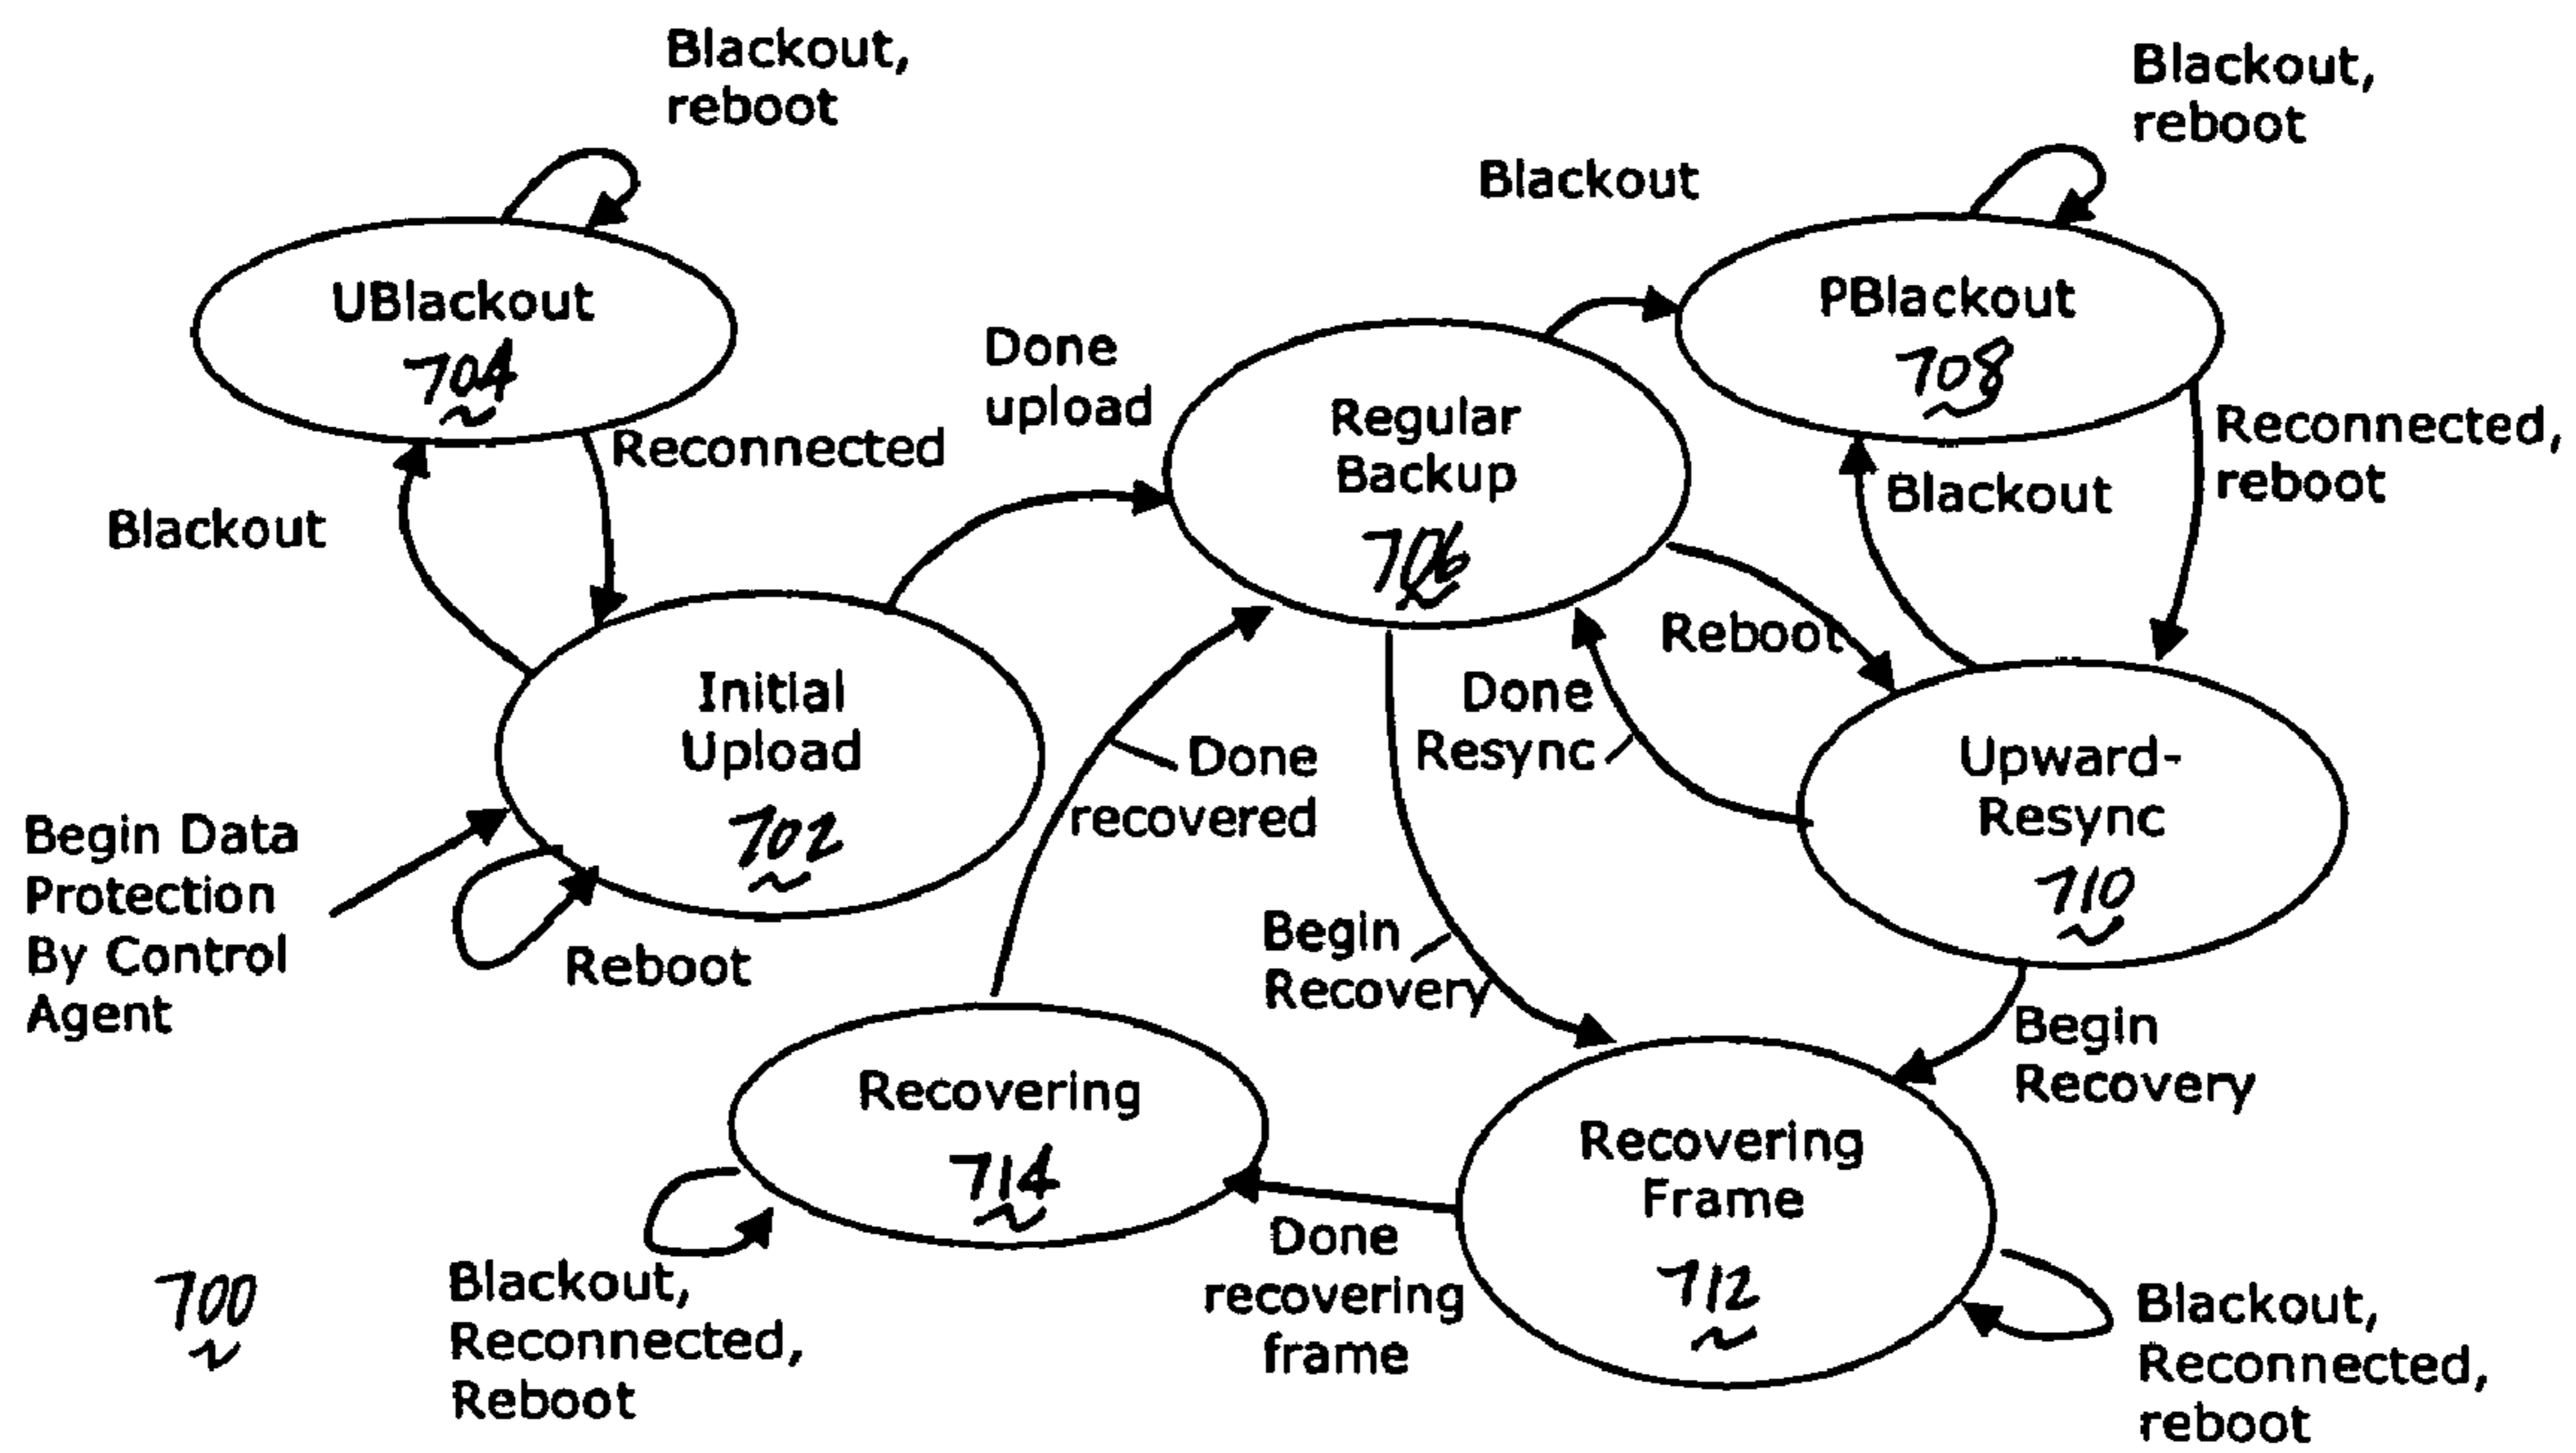 Blackout,
reboot
UBlackout
704
Reconnected
Blackout
Done
upload
Initial
Upload
702
Begin Data
Protection
By Control
Agent
Reboot
Regular
Backup
706
Blackout
Blackout,
reboot
PBlackout
708
Reconnected,
reboot
Blackout
Reboot
Done
Resync
Upward-
Resync
710
Done
recovered
Begin
Recovery
Begin
Recovery
Recovering
714
Recovering
Frame
712
Done
recovering
frame
Blackout,
Reconnected,
Reboot
Blackout,
Reconnected,
reboot
700